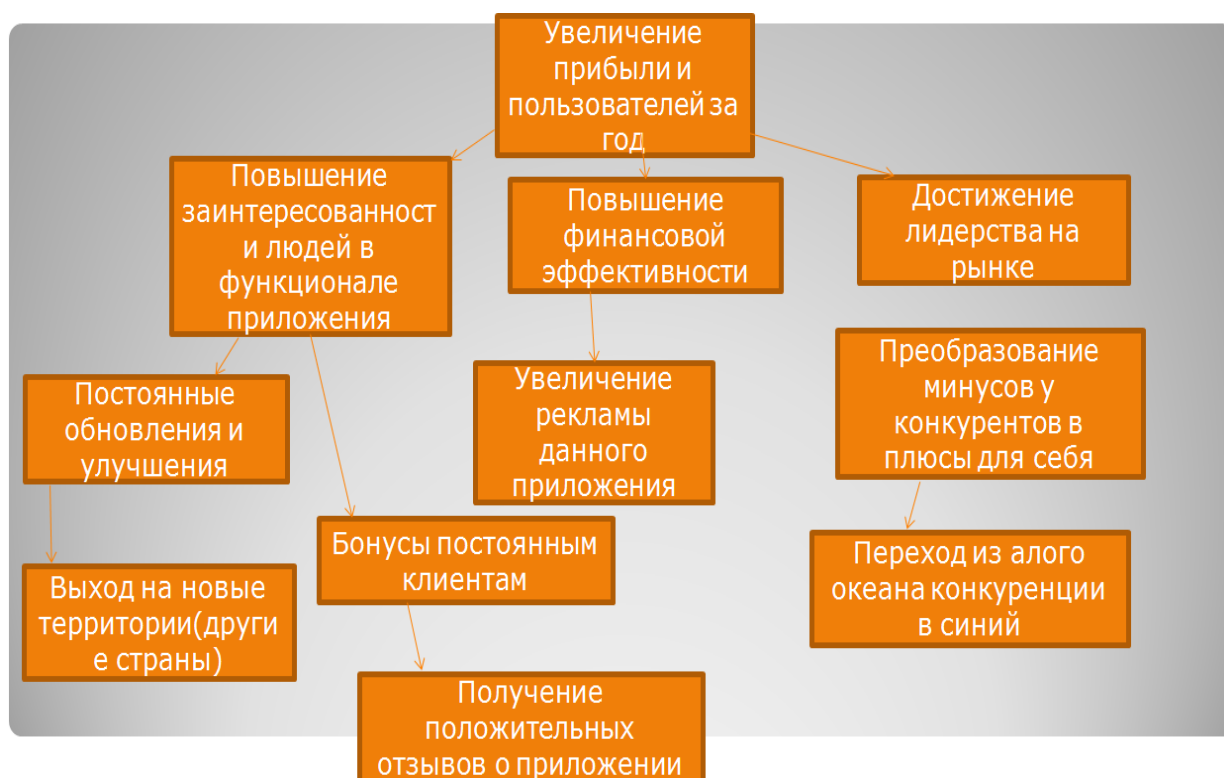 Увеличение
прибыли и
пользователей за
год
Повышение
заинтересованност
и людей в
функционале
приложения
Повышение
финансовой
эффективности
Достижение
лидерства на
рынке
Постоянные
обновления и
улучшения
Увеличение
рекламы
данного
приложения
Преобразование
минусов у
конкурентов в
плюсы для себя
Бонусы постоянным
клиентам
Выход на новые
территории(други
е страны)
Переход из алого
океана конкуренции
в синий
Получение
положительных
отзывов о приложении